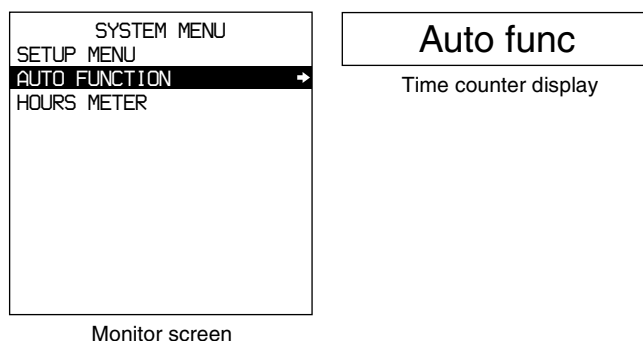 SYSTEM MENU
SETUP MENU
AUTO FUNCTION
HOURS METER
Monitor screen
Auto func
Time counter display